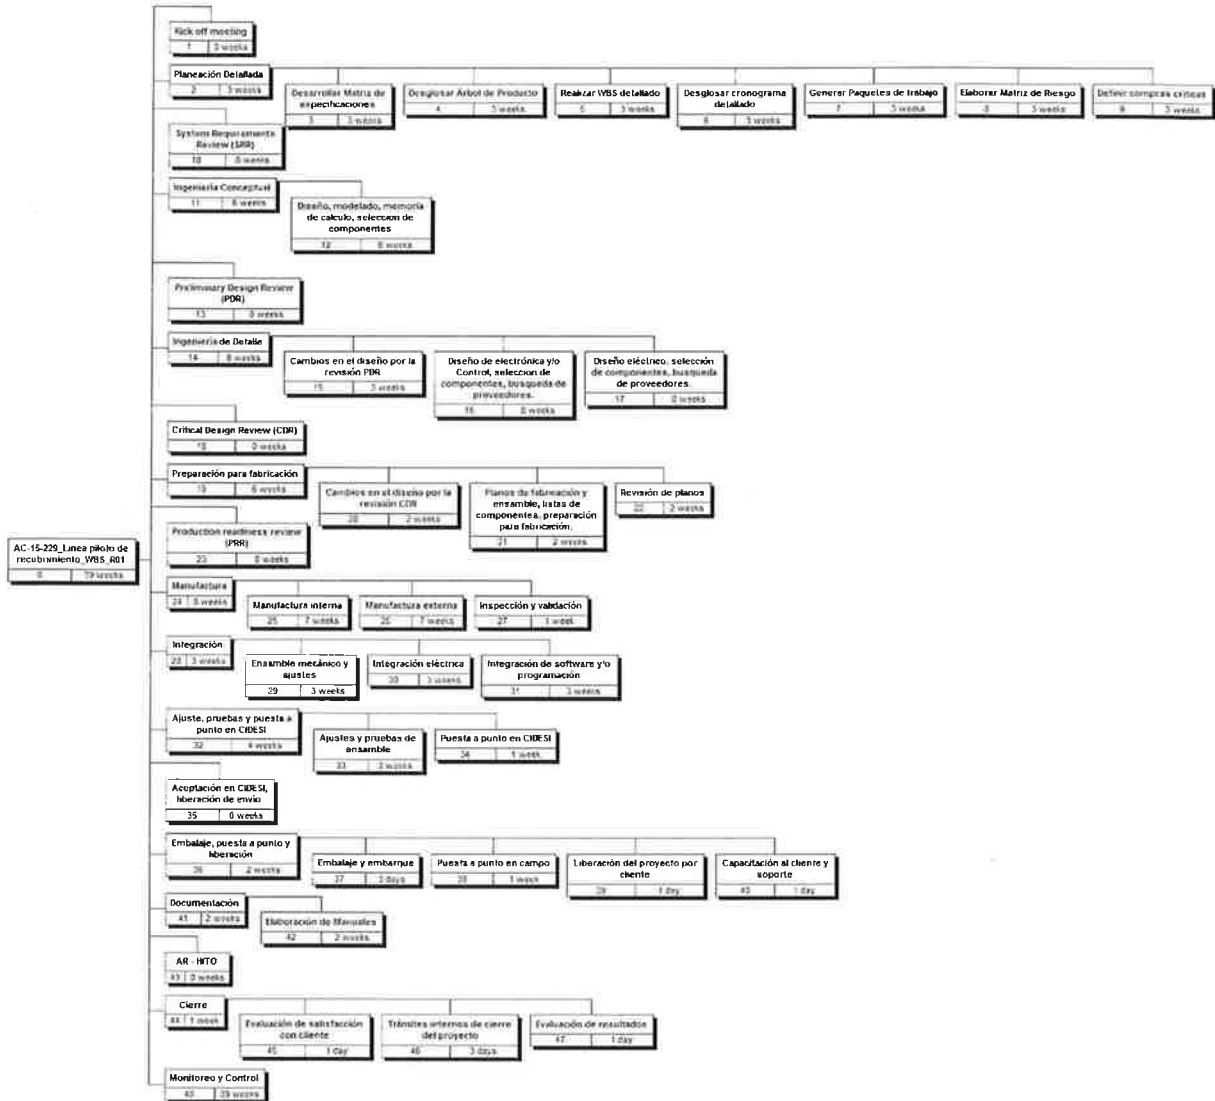 Kick off meeting
1
Planeación Detallada
2 3 weeks
Desarrollar Matriz de
especificaciones
3 3 weeks
Desglosar Arbol de Producto
4 3 weeks
Realizar WBS detallado
5 3 weeks
Desglosar cronograma
detallado
6 3 weeks
Generar Paquetes de trabajo
7 3 weeks
Elaborar Matriz de Riesgo
3 weeks
Definir compras críticas
9 3 weeks
System Requirements
Review (SRR)
10 0 weeks
Ingeniería Conceptual
11 6 weeks
Diseño, modelado, memoria
de calculo, seleccion de
componentes
12 6 weeks
Preliminary Design Review
(PDR)
13 0 weeks
Ingeniería de Detalle
14 8 weeks
Cambios en el diseño por la
revisión PDR
15 3 weeks
Diseño de electrónica y/o
Control, seleccion de
componentes, busqueda de
proveedores.
16 weeks
Diseño eléctrico, selección
de componentes, busqueda
de proveedores.
17 weeks
Critical Design Review (CDR)
18 0 weeks
Preparación para fabricación
19 6 weeks
Cambios en el diseño por la
revisión CDR
20 2 weeks
Planos de fabricación y
ensamble, listas de
componentes, preparación
para fabricación.
21 2 weeks
Revisión de planos
22 2 weeks
Production readiness review
(PRR)
23 0 weeks
AC-15-229_Linea piloto de
recubrimiento_WBS_R01
39 weeks
Manufactura
24 8 weeks
Manufactura interna
25 7 weeks
Manufactura externa
26 7 weeks
Inspección y validación
27 1 week
Integración
28 3 weeks
Ensamble mecánico y
ajustes
29 3 weeks
Integración eléctrica
30 3 weeks
Integración de software y/o
programación
31 3 weeks
Ajuste, pruebas y puesta a
punto en CIDESI
32 4 weeks
Ajustes y pruebas de
ensamble
33 3 weeks
Puesta a punto en CIDESI
34 1 week
Aceptación en CIDESI,
liberación de envío
35 0 weeks
Embalaje, puesta a punto y
liberación
36 2 weeks
Embalaje y embarque
37 3 days
Puesta a punto en campo
38 1 week
Liberación del proyecto por
cliente
39 1 day
Capacitación al cliente y
soporte
40 1 day
Documentación
41 2 weeks
Elaboración de Manuales
42 2 weeks
AR - HITO
43 0 weeks
Cierre
44 1 week
Evaluación de satisfacción
con cliente
45 1 day
Trámites internos de cierre
del proyecto
46 3 days
Evaluación de resultados
47 1 day
Monitoreo y Control
48 39 weeks